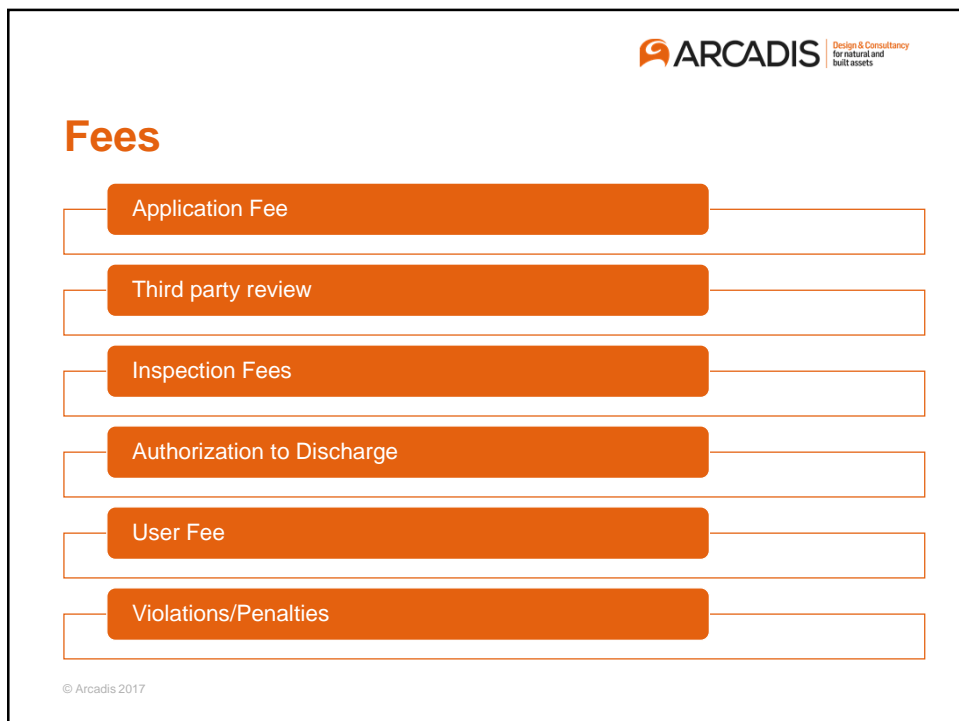 ARCADIS
Design & Consultancy
for natural and
built assets
Fees
Application Fee
Third party review
Inspection Fees
Authorization to Discharge
User Fee
Violations/Penalties
© Arcadis 2017